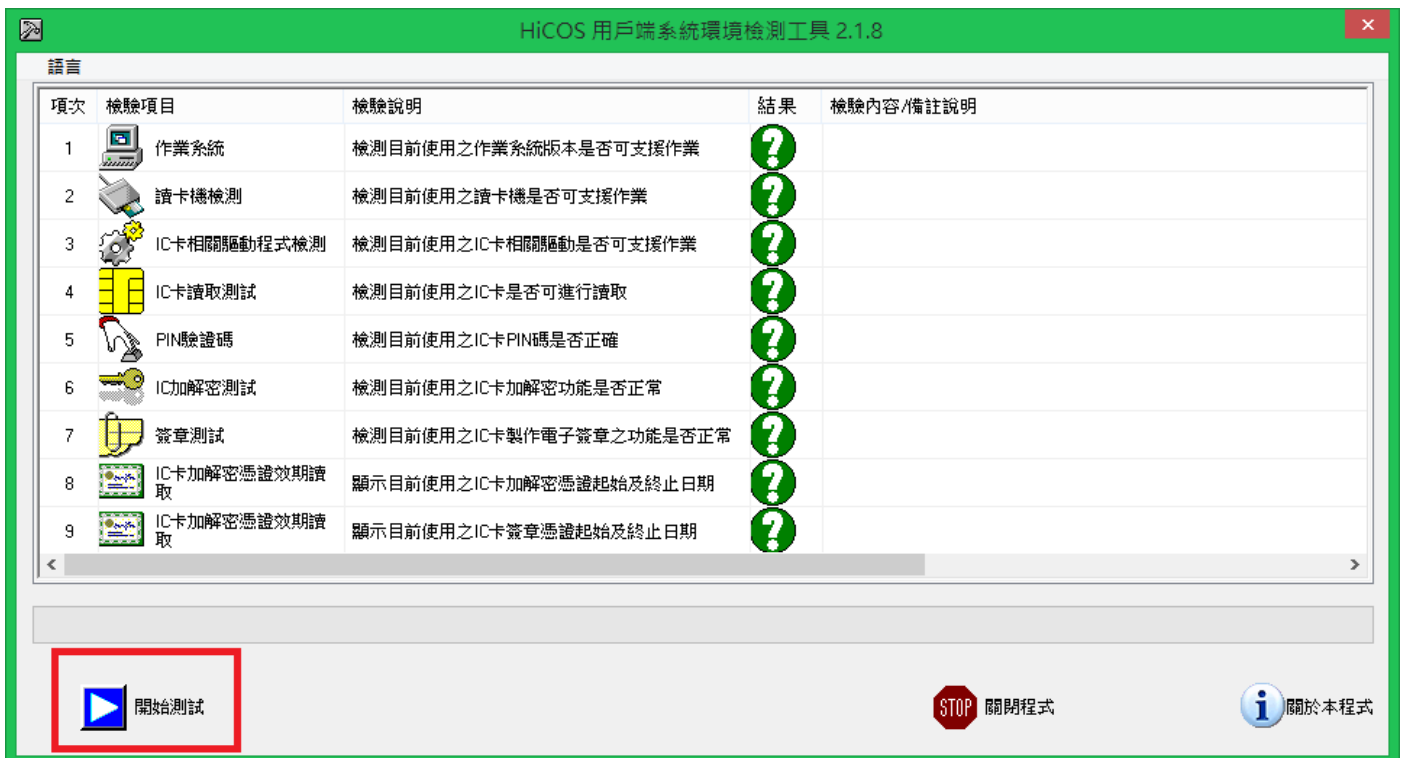 HiCOS 用戶端系統環境檢測工具 2.1.8
語言
項次 檢驗項目 檢驗說明 結果 檢驗內容/備註說明
1 作業系統 檢測目前使用之作業系統版本是否可支援作業
2 讀卡機檢測 檢測目前使用之讀卡機是否可支援作業
3 IC卡相關驅動程式檢測 檢測目前使用之IC卡相關驅動是否可支援作業
4 IC卡讀取測試 檢測目前使用之IC卡是否可進行讀取
5 PIN驗證碼 檢測目前使用之IC卡PIN碼是否正確
6 IC加解密測試 檢測目前使用之IC卡加解密功能是否正常
7 簽章測試 檢測目前使用之IC卡製作電子簽章之功能是否正常
8 IC卡加解密憑證效期讀
取 顯示目前使用之IC卡加解密憑證起始及終止日期
9 IC卡加解密憑證效期讀
取 顯示目前使用之IC卡簽章憑證起始及終止日期
開始測試 STOP 關閉程式 關於本程式